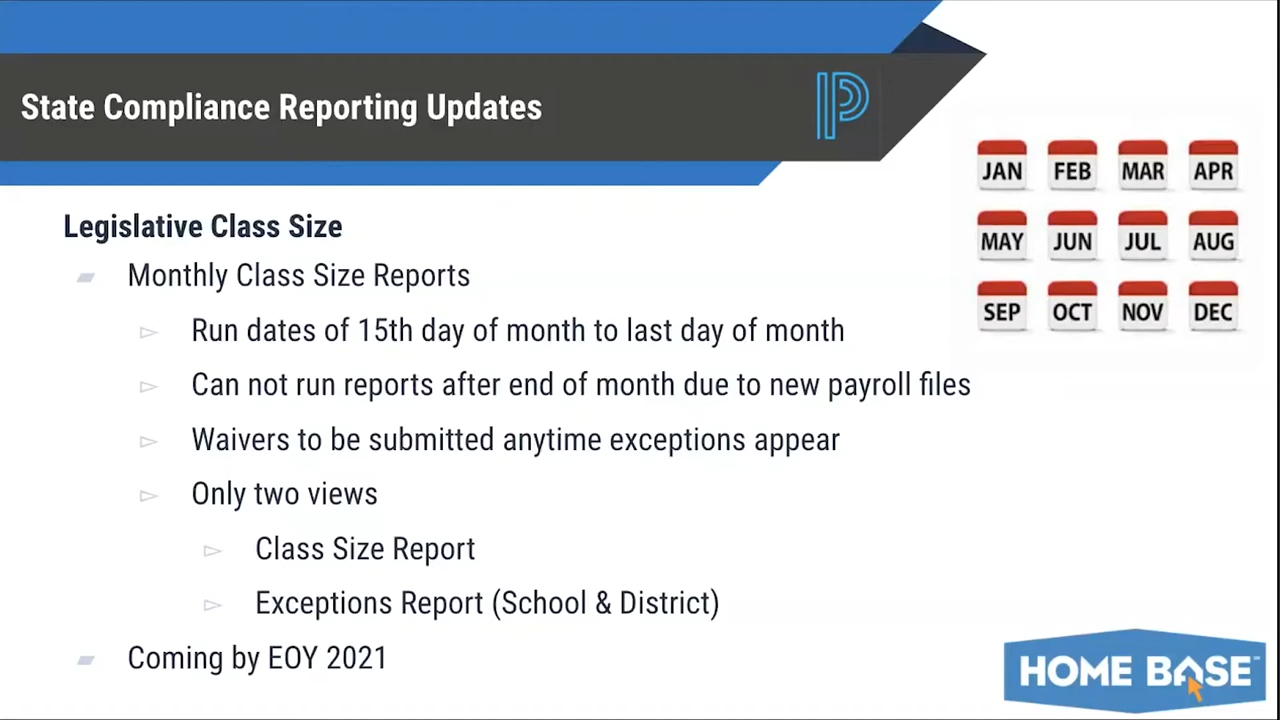 State Compliance Reporting Updates
JAN FEB MAR APR
MAY JUN JUL AUG
SEP OCT NOV DEC
Legislative Class Size
Monthly Class Size Reports
Run dates of 15th day of month to last day of month
Can not run reports after end of month due to new payroll files
Waivers to be submitted anytime exceptions appear
Only two views
Class Size Report
Exceptions Report (School & District)
Coming by EOY 2021
HOME BASE